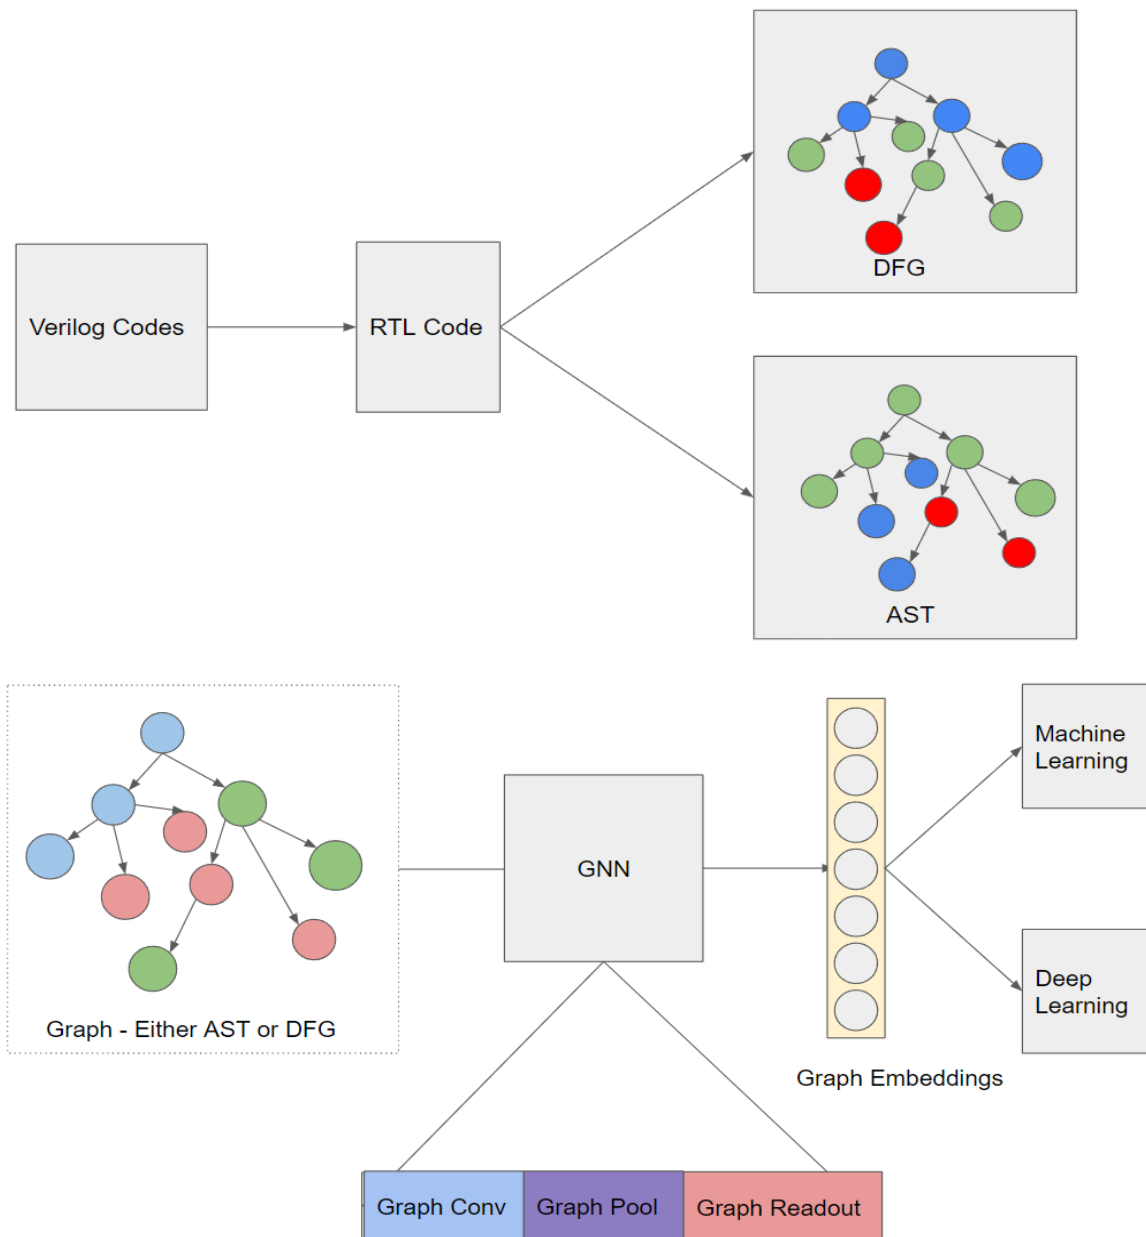 DFG
Verilog Codes
RTL Code
AST
Machine
Learning
GNN
Deep
Learning
Graph - Either AST or DFG
Graph Embeddings
Graph Conv
Graph Pool
Graph Readout